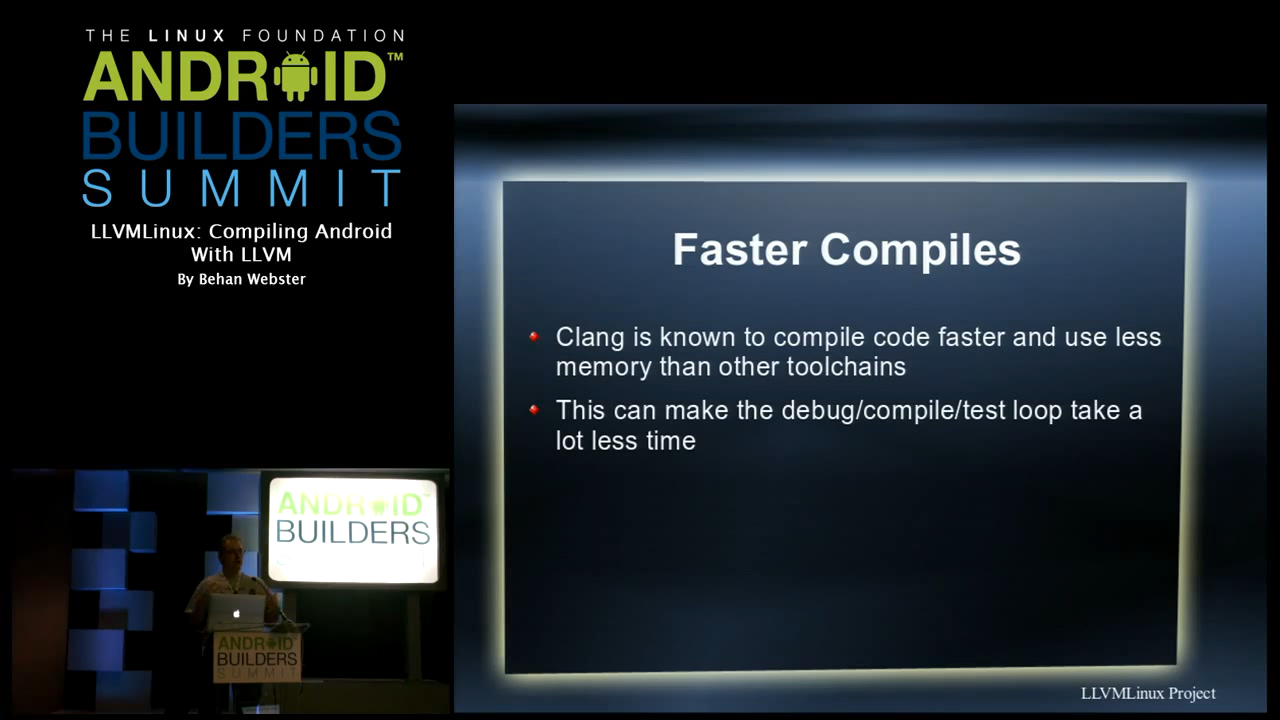 THE LINUX FOUNDATION
ANDROID™
BUILDERS
SUMMIT
LLVMLinux: Compiling Android
With LLVM
By Behan Webster
Faster Compiles
Clang is known to compile code faster and use less
memory than other toolchains
This can make the debug/compile/test loop take a
lot less time
LLVMLinux Project
ANDROID™
BUILDERS
ANDROID
BUILDERS
SUMMIT